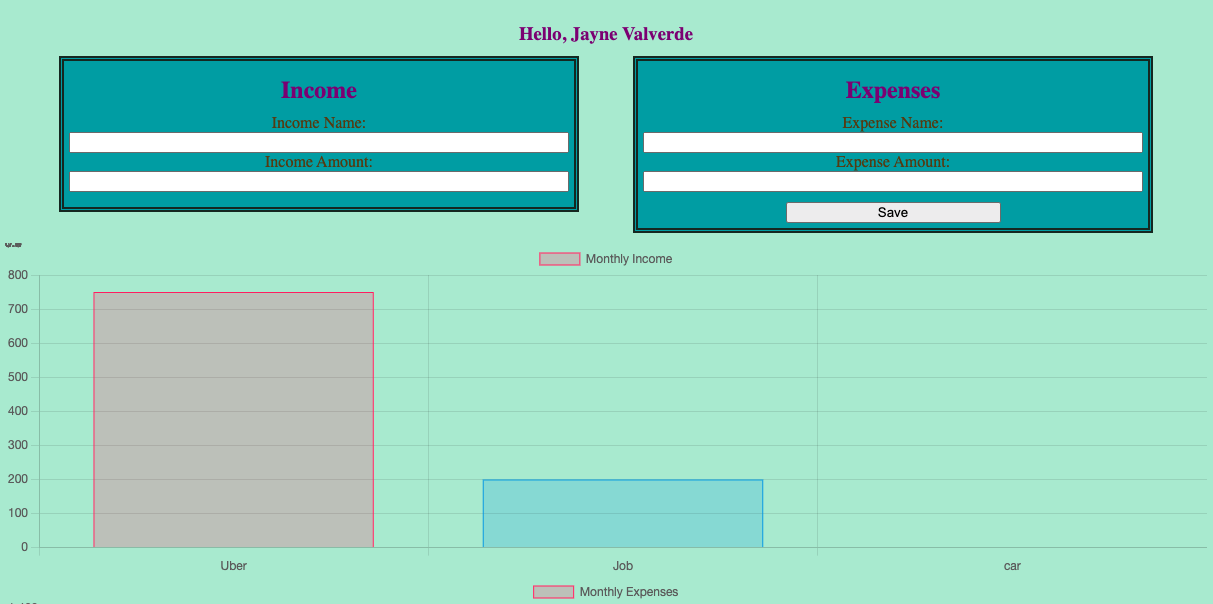 Hello, Jayne Valverde
Income
Income Name:
Income Amount:
Expenses
Expense Name:
Expense Amount:
Save
Monthly Income
800
700
600
500
400
300
200
100
0
Uber Job car
Monthly Expenses